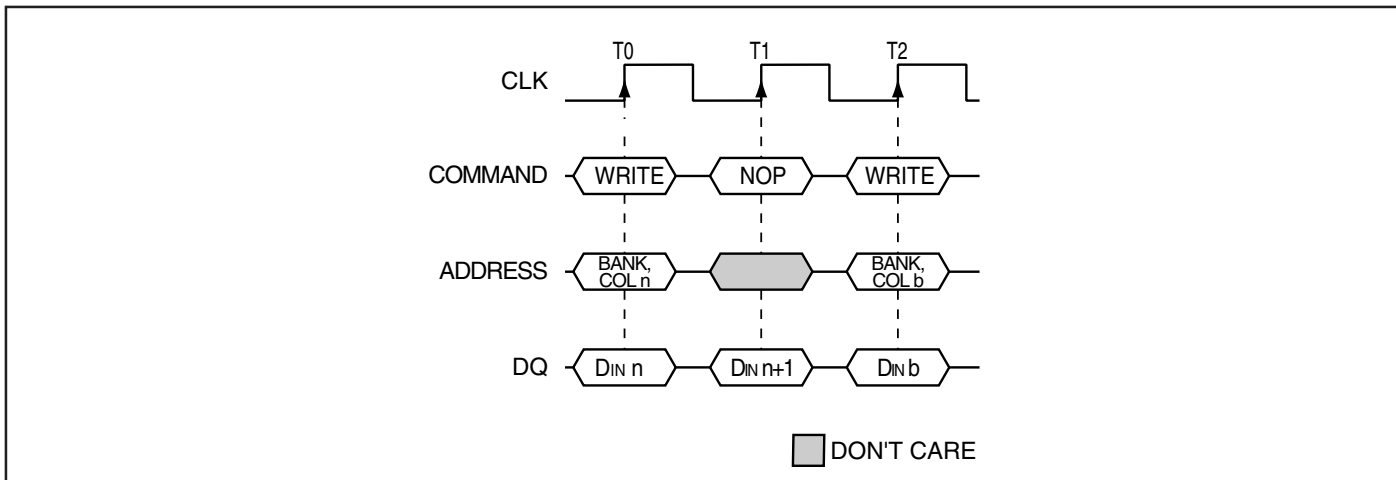 T0 T1 T2
CLK
COMMAND WRITE NOP WRITE
ADDRESS BANK, COL n BANK, COL b
DQ DIN n DIN n+1 DIN b
DON'T CARE